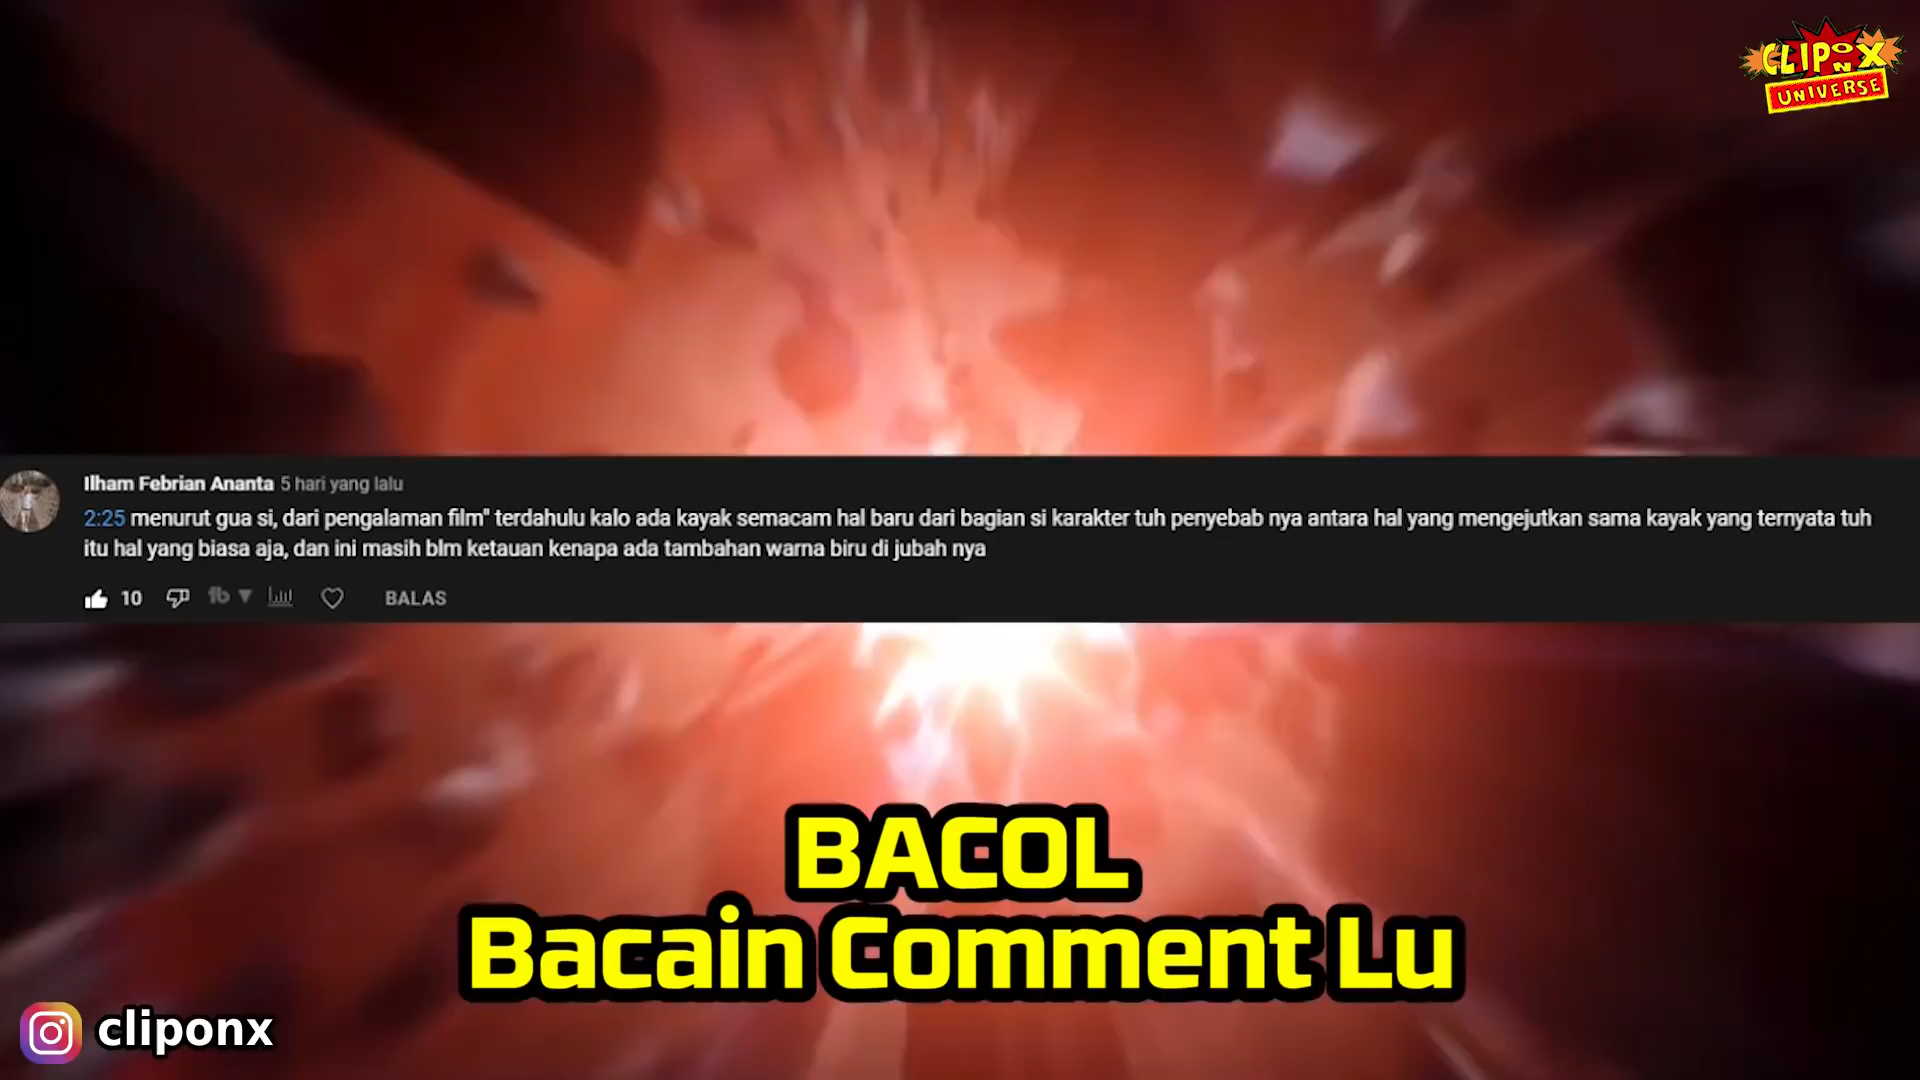 CLIPONX
UNIVERSE
Ilham Febrian Ananta 5 hari yang lalu
2:25 menurut gua si, dari pengalaman film" terdahulu kalo ada kayak semacam hal baru dari bagian si karakter tuh penyebab nya antara hal yang mengejutkan sama kayak yang ternyata tuh
itu hal yang biasa aja, dan ini masih blm ketauan kenapa ada tambahan warna biru di jubah nya
10 BALAS
BACOL
Bacain Comment Lu
cliponx